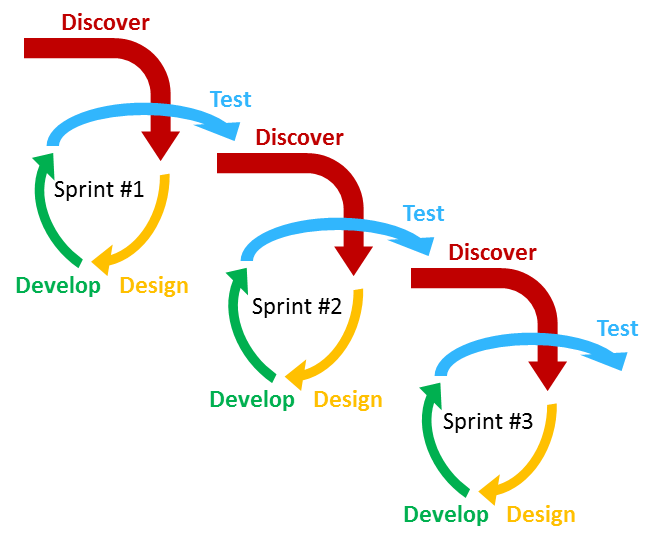 Discover
Test
Sprint #1
Develop
Design
Discover
Test
Sprint #2
Develop
Design
Discover
Test
Sprint #3
Develop
Design